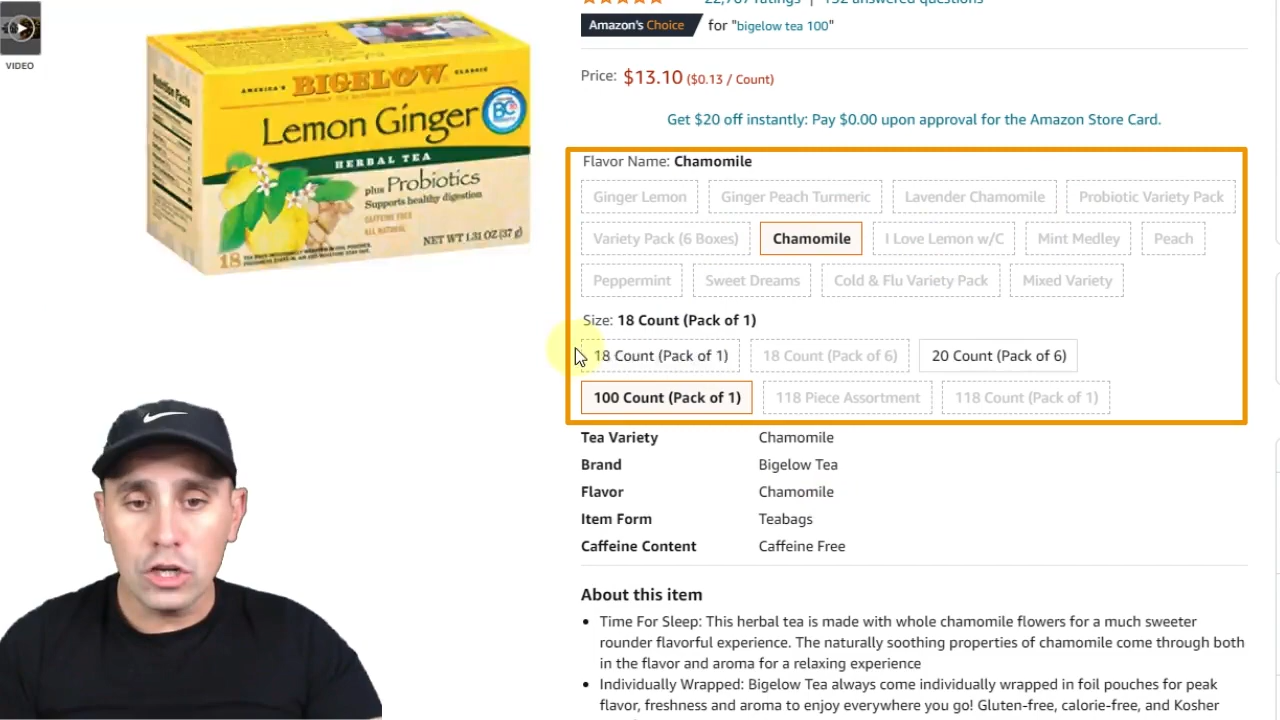 VIDEO
Nutrition Facts
AMERICA'S BIGELOW CLASSIC
Lemon Ginger
HERBAL TEA
plus Probiotics
Supports healthy digestion
CAFFEINE FREE
ALL NATURAL
18
NET WT 1.31 OZ (37 g)
BC
Amazon's Choice for "bigelow tea 100"
Price: $13.10 ($0.13 / Count)
Get $20 off instantly: Pay $0.00 upon approval for the Amazon Store Card.
Flavor Name: Chamomile
Ginger Lemon Ginger Peach Turmeric Lavender Chamomile Probiotic Variety Pack
Variety Pack (6 Boxes) Chamomile I Love Lemon w/C Mint Medley Peach
Peppermint Sweet Dreams Cold & Flu Variety Pack Mixed Variety
Size: 18 Count (Pack of 1)
18 Count (Pack of 1) 18 Count (Pack of 6) 20 Count (Pack of 6)
100 Count (Pack of 1) 118 Piece Assortment 118 Count (Pack of 1)
Tea Variety Chamomile
Brand Bigelow Tea
Flavor Chamomile
Item Form Teabags
Caffeine Content Caffeine Free
About this item
• Time For Sleep: This herbal tea is made with whole chamomile flowers for a much sweeter
rounder flavorful experience. The naturally soothing properties of chamomile come through both
in the flavor and aroma for a relaxing experience
• Individually Wrapped: Bigelow Tea always come individually wrapped in foil pouches for peak
flavor, freshness and aroma to enjoy everywhere you go! Gluten-free, calorie-free, and Kosher